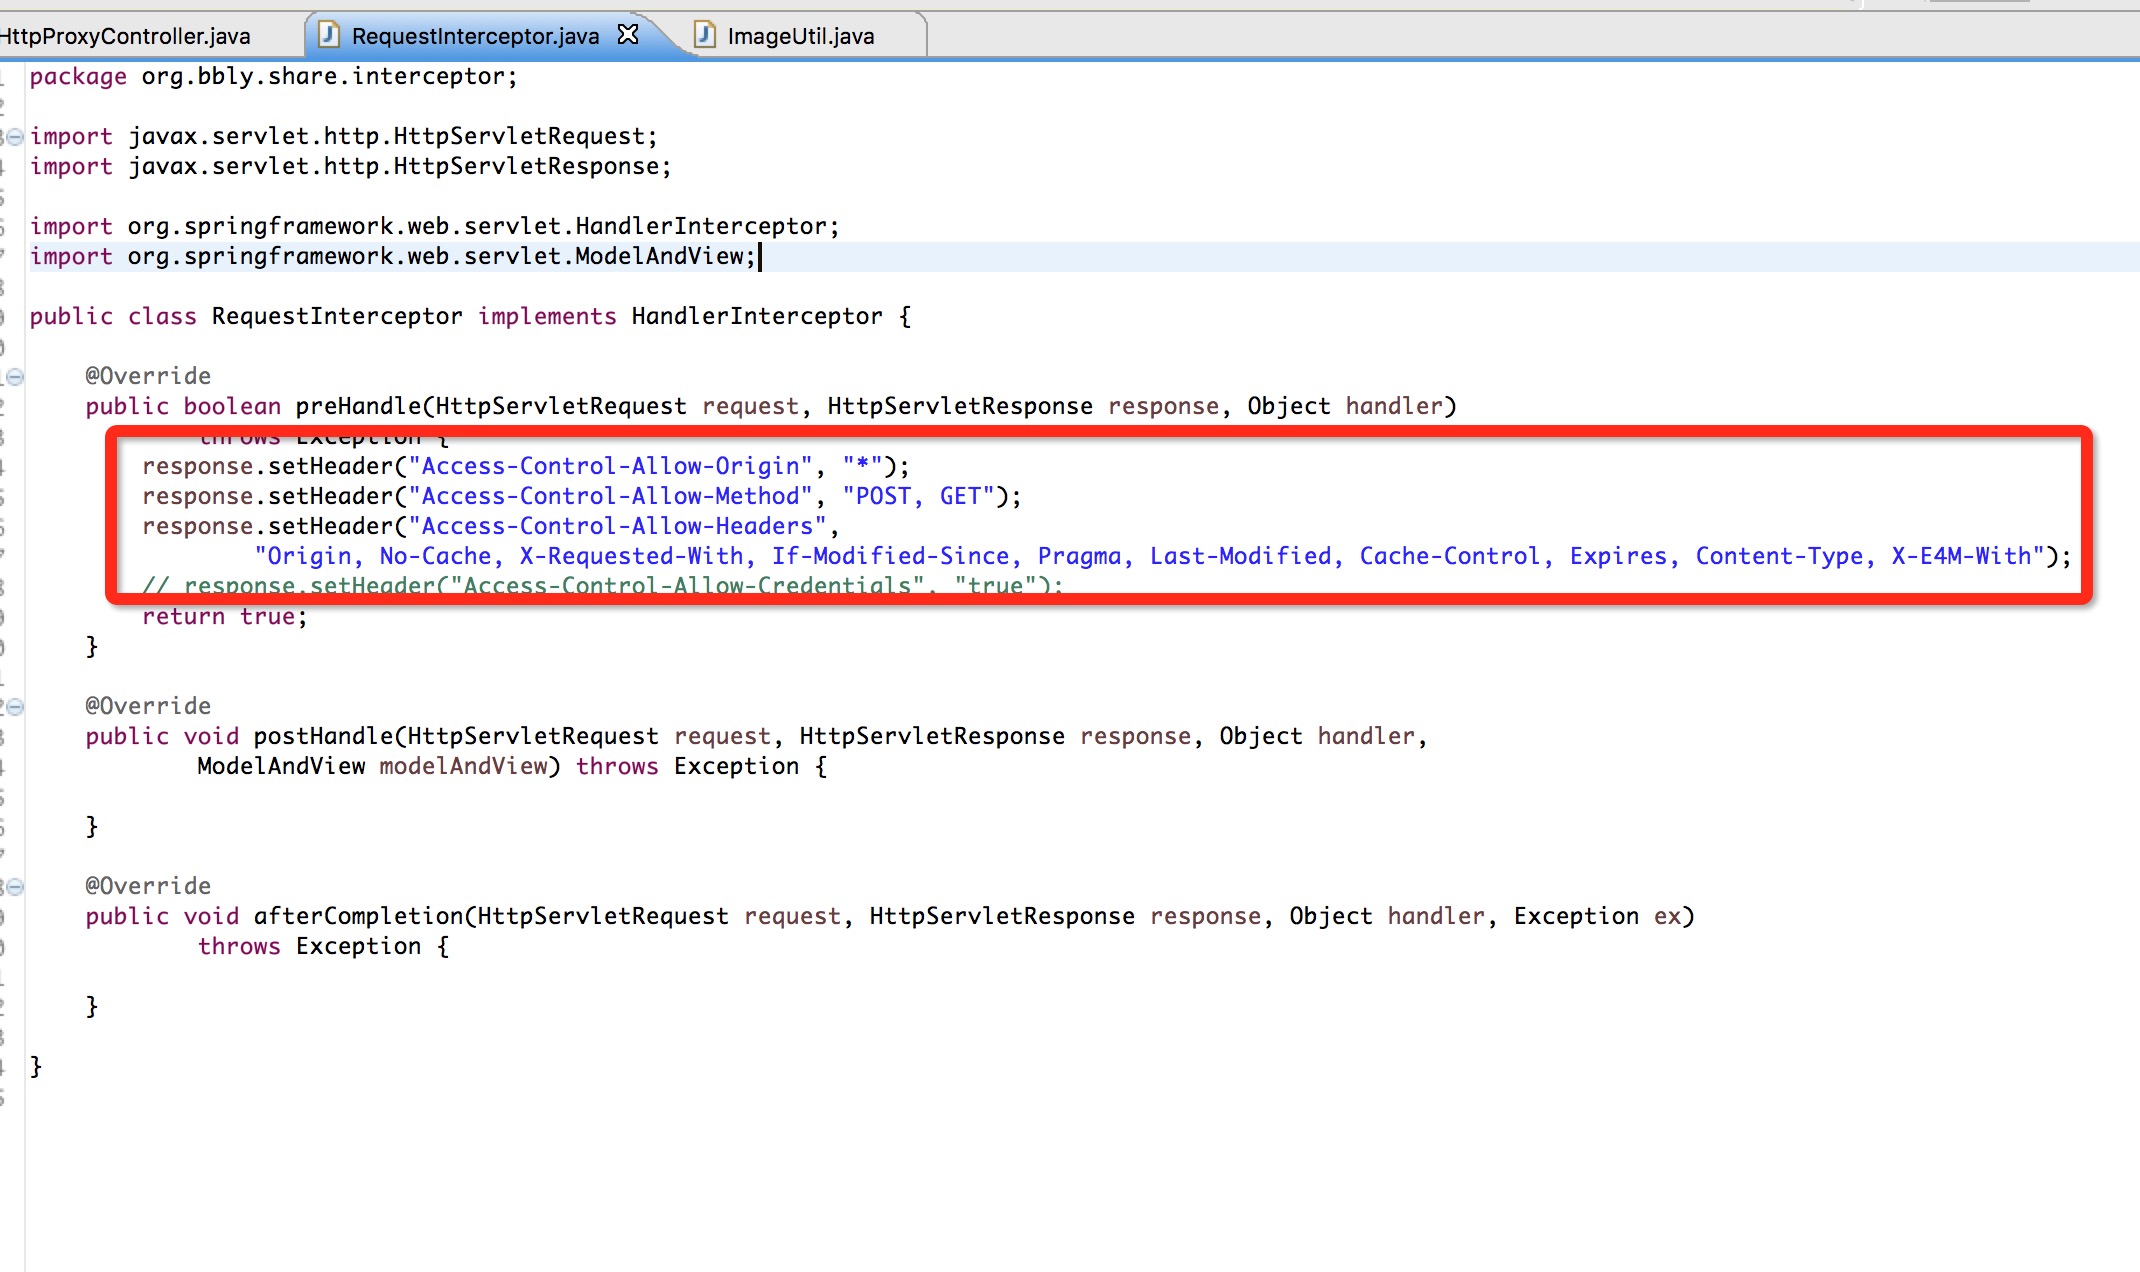 HttpProxyController.java
RequestInterceptor.java
ImageUtil.java
package org.bbly.share.interceptor;
import javax.servlet.http.HttpServletRequest;
import javax.servlet.http.HttpServletResponse;
import org.springframework.web.servlet.HandlerInterceptor;
import org.springframework.web.servlet.ModelAndView;
public class RequestInterceptor implements HandlerInterceptor {
@Override
public boolean preHandle(HttpServletRequest request, HttpServletResponse response, Object handler)
throws Exception {
response.setHeader("Access-Control-Allow-Origin", "*");
response.setHeader("Access-Control-Allow-Method", "POST, GET");
response.setHeader("Access-Control-Allow-Headers",
"Origin, No-Cache, X-Requested-With, If-Modified-Since, Pragma, Last-Modified, Cache-Control, Expires, Content-Type, X-E4M-With");
// response.setHeader("Access-Control-Allow-Credentials", "true");
return true;
}
@Override
public void postHandle(HttpServletRequest request, HttpServletResponse response, Object handler,
ModelAndView modelAndView) throws Exception {
}
@Override
public void afterCompletion(HttpServletRequest request, HttpServletResponse response, Object handler, Exception ex)
throws Exception {
}
}